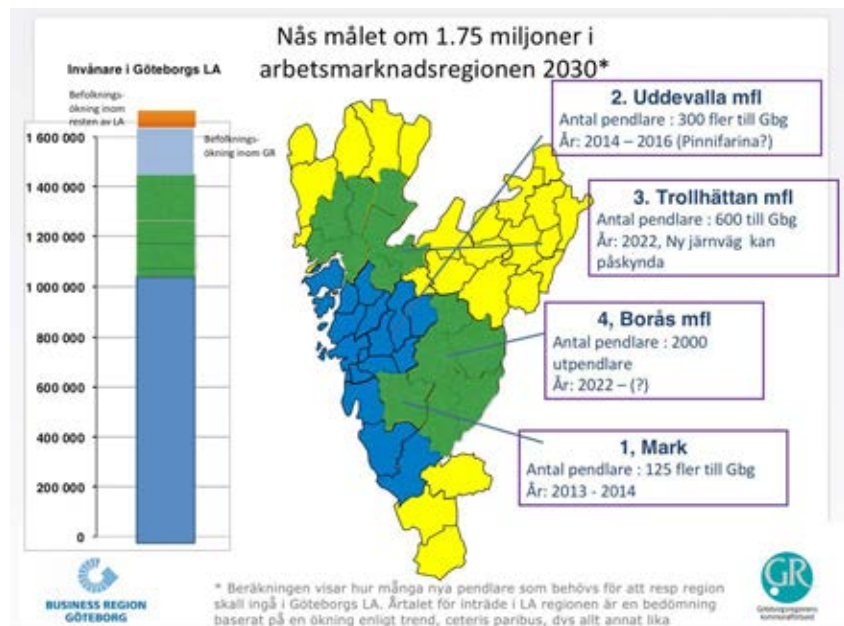 Nås målet om 1.75 miljoner i
arbetsmarknadsregionen 2030*
Invånare i Göteborgs LA
Befolknings-
ökning inom
resten av LA
Befolknings-
ökning inom GR
1 600 000
1 400 000
1 200 000
1 000 000
800 000
600 000
400 000
200 000
0
2. Uddevalla mfl
Antal pendlare : 300 fler till Gbg
År: 2014 – 2016 (Pinnifarina?)
3. Trollhättan mfl
Antal pendlare : 600 till Gbg
År: 2022, Ny järnväg kan
påskynda
4, Borås mfl
Antal pendlare : 2000
utpendlare
År: 2022 – (?)
1, Mark
Antal pendlare : 125 fler till Gbg
År: 2013 - 2014
* Beräkningen visar hur många nya pendlare som behövs för att resp region
skall ingå i Göteborgs LA. Årtalet för inträde i LA regionen är en bedömning
baserat på en ökning enligt trend, ceteris paribus, dvs allt annat lika
BUSINESS REGION
GÖTEBORG
GR
Göteborgsregionens
kommunalförbund